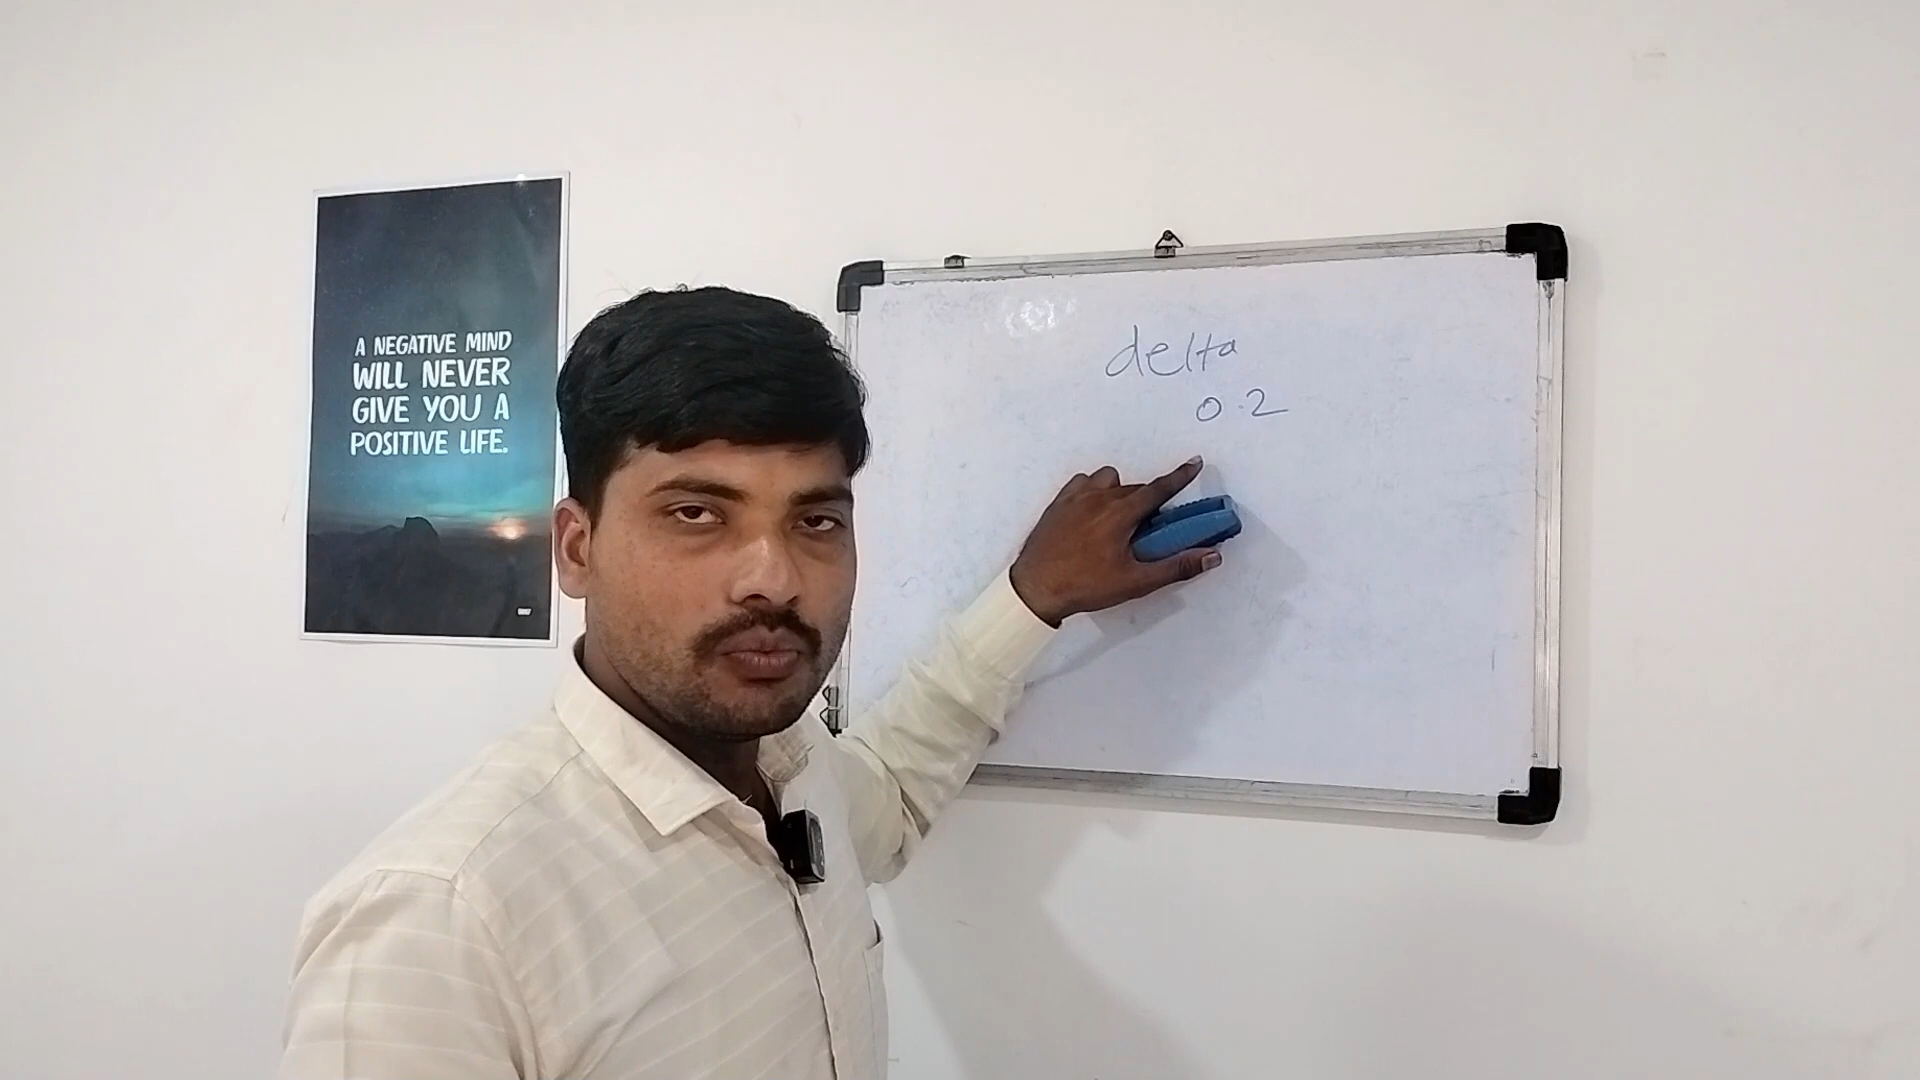 A NEGATIVE MIND
WILL NEVER
GIVE YOU A
POSITIVE LIFE.
delta
0.2